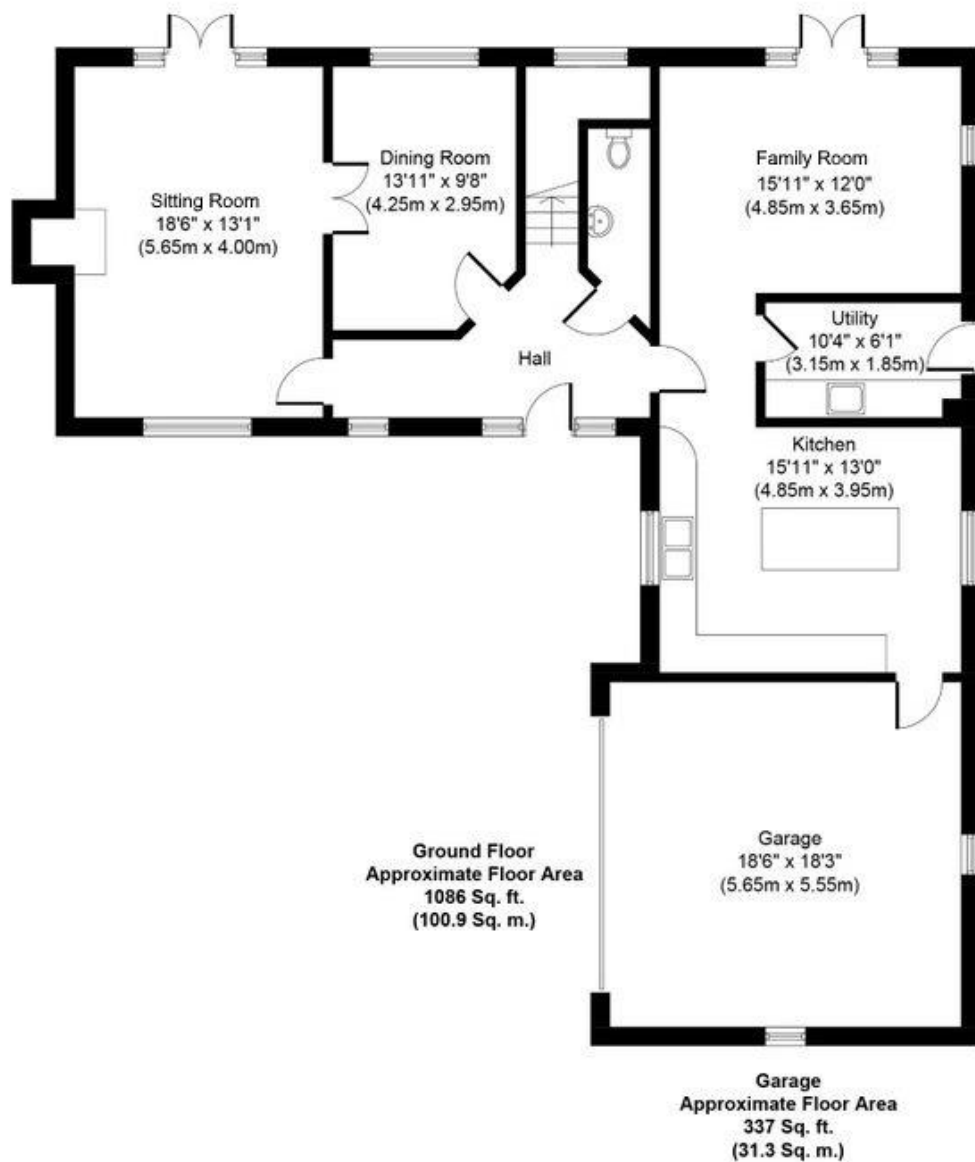 Sitting Room
18'6" x 13'1"
(5.65m x 4.00m)
Dining Room
13'11" x 9'8"
(4.25m x 2.95m)
Family Room
15'11" x 12'0"
(4.85m x 3.65m)
Hall
Utility
10'4" x 6'1"
(3.15m x 1.85m)
Kitchen
15'11" x 13'0"
(4.85m x 3.95m)
Ground Floor
Approximate Floor Area
1086 Sq. ft.
(100.9 Sq. m.)
Garage
18'6" x 18'3"
(5.65m x 5.55m)
Garage
Approximate Floor Area
337 Sq. ft.
(31.3 Sq. m.)